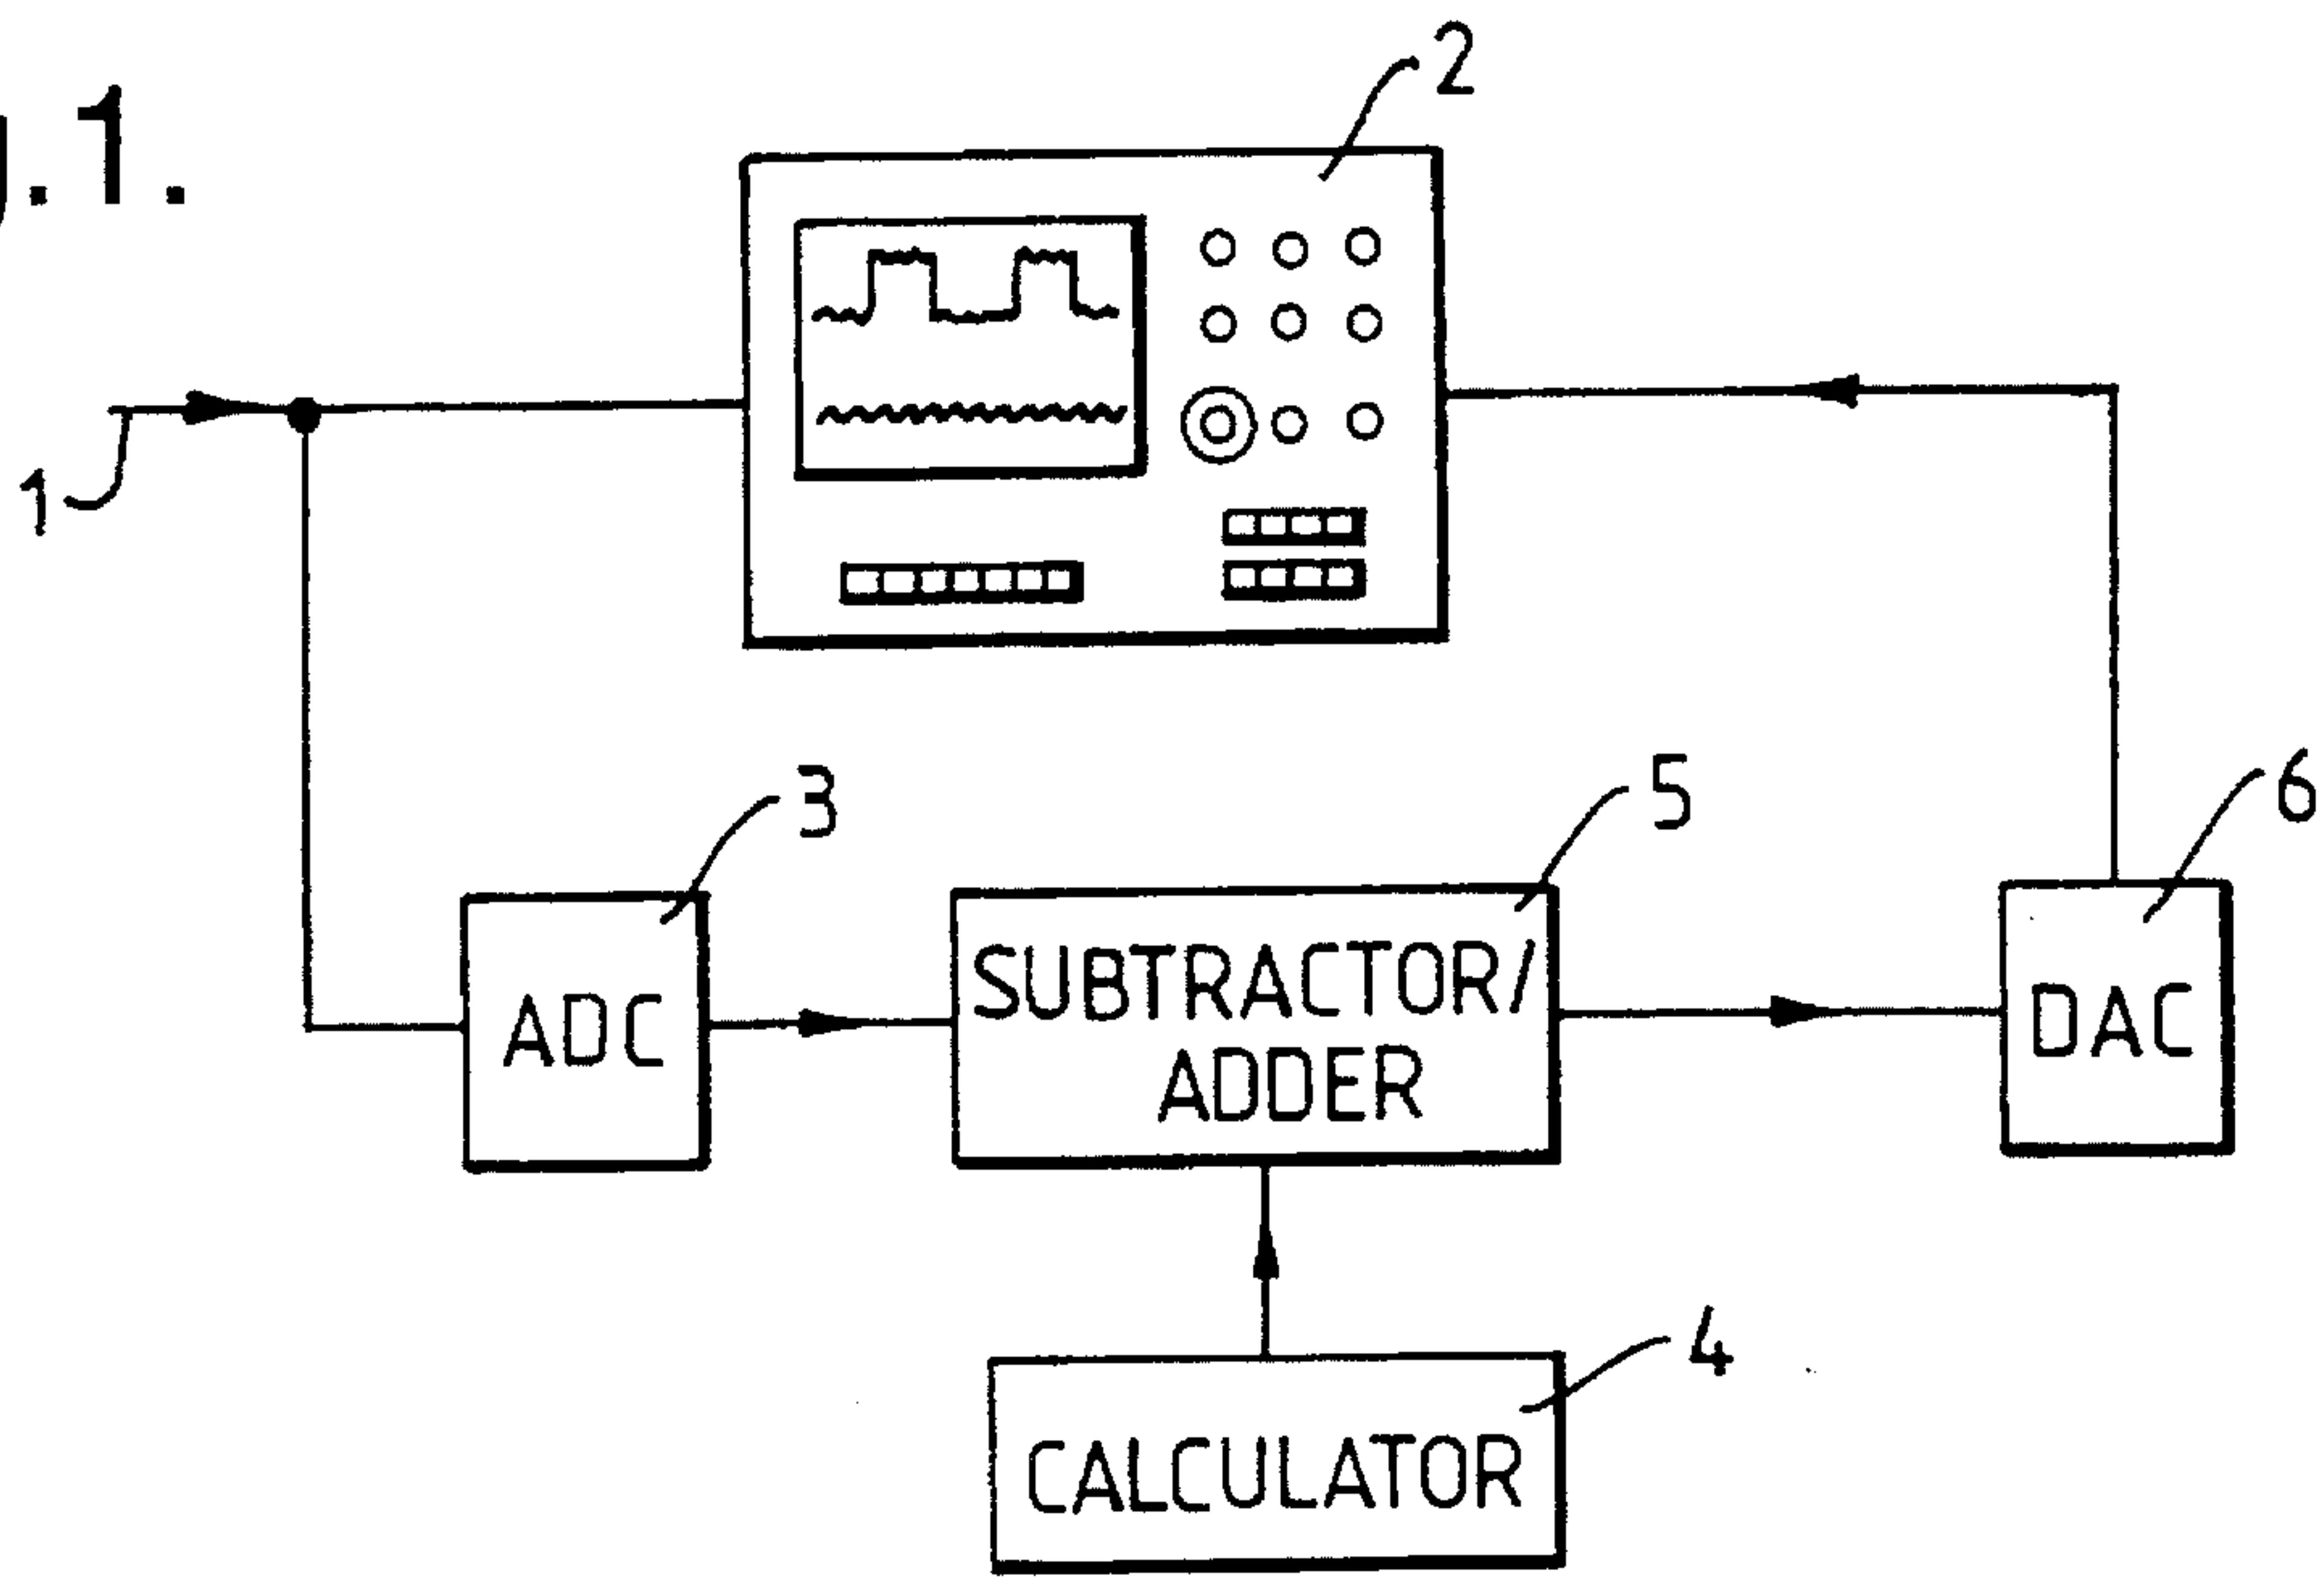 .1.
2
1
3
5
6
ADC
SUBTRACTOR/
ADDER
DAC
4
CALCULATOR